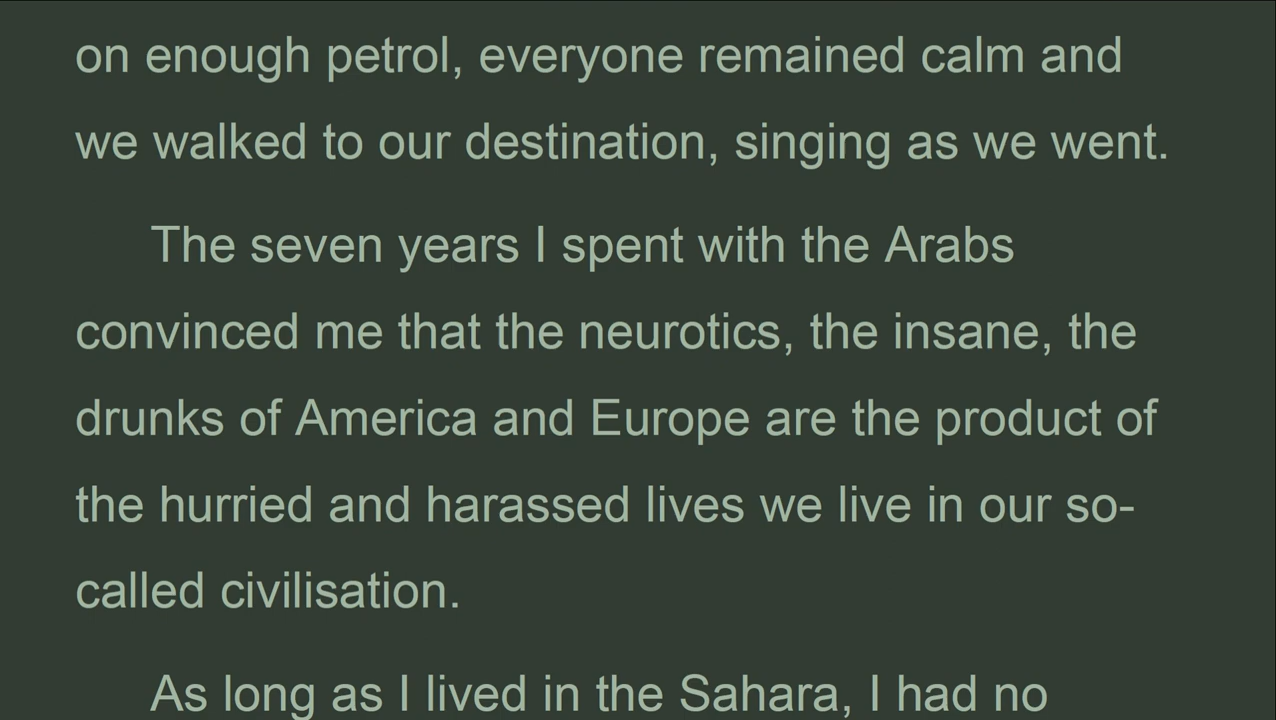 on enough petrol, everyone remained calm and
we walked to our destination, singing as we went.
The seven years I spent with the Arabs
convinced me that the neurotics, the insane, the
drunks of America and Europe are the product of
the hurried and harassed lives we live in our so-
called civilisation.
As long as I lived in the Sahara, I had no